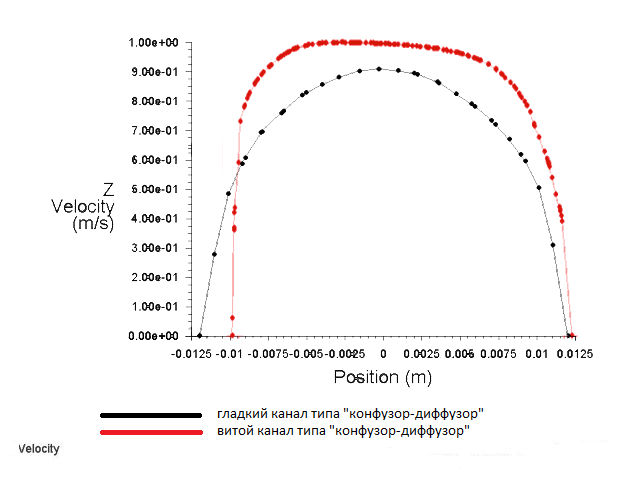 1.00e+00
9.00e-01
8.00e-01
7.00e-01
6.00e-01
5.00e-01
4.00e-01
3.00e-01
2.00e-01
1.00e-01
0.00e+00
Z
Velocity
(m/s)
-0.0125 -0.01 -0.0075 -0.005 -0.0025 0 0.0025 0.005 0.0075 0.01 0.0125
Position (m)
гладкий канал типа "конфузор-диффузор"
витой канал типа "конфузор-диффузор"
Velocity